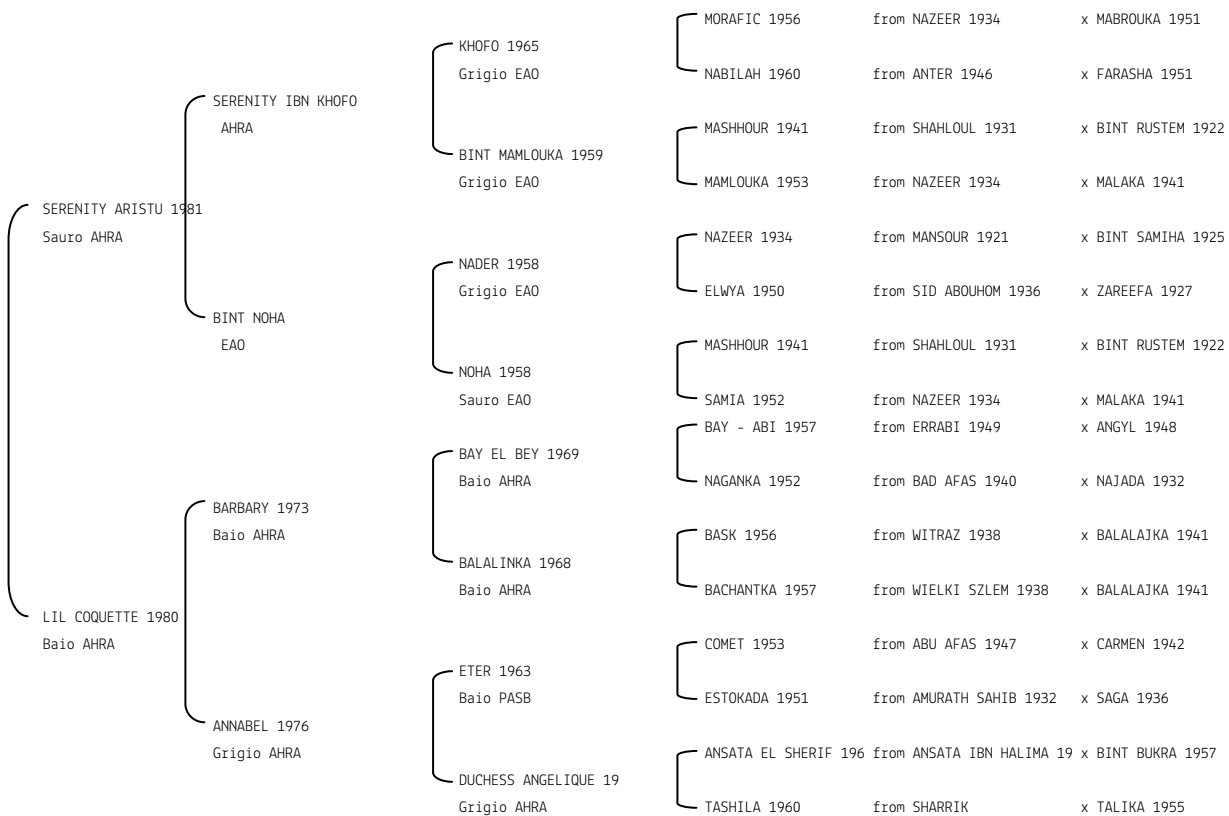 MORAFIC 1956 from NAZEER 1934 x MABROUKA 1951
KHOFO 1965
Grigio EAO
NABILAH 1960 from ANTER 1946 x FARASHA 1951
SERENITY IBN KHOFO
AHRA
MASHHOUR 1941 from SHAHLOUL 1931 x BINT RUSTEM 1922
BINT MAMLOUKA 1959
Grigio EAO
MAMLOUKA 1953 from NAZEER 1934 x MALAKA 1941
SERENITY ARISTU 1981
Sauro AHRA
NAZEER 1934 from MANSOUR 1921 x BINT SAMIHA 1925
NADER 1958
Grigio EAO
ELWYA 1950 from SID ABOUHOM 1936 x ZAREEFA 1927
BINT NOHA
EAO
MASHHOUR 1941 from SHAHLOUL 1931 x BINT RUSTEM 1922
NOHA 1958
Sauro EAO
SAMIA 1952 from NAZEER 1934 x MALAKA 1941
BAY - ABI 1957 from ERRABI 1949 x ANGYL 1948
BAY EL BEY 1969
Baio AHRA
NAGANKA 1952 from BAD AFAS 1940 x NAJADA 1932
BARBARY 1973
Baio AHRA
BASK 1956 from WITRAZ 1938 x BALALAJKA 1941
BALALINKA 1968
Baio AHRA
BACHANTKA 1957 from WIELKI SZLEM 1938 x BALALAJKA 1941
LIL COQUETTE 1980
Baio AHRA
COMET 1953 from ABU AFAS 1947 x CARMEN 1942
ETER 1963
Baio PASB
ESTOKADA 1951 from AMURATH SAHIB 1932 x SAGA 1936
ANNABEL 1976
Grigio AHRA
ANSATA EL SHERIF 196 from ANSATA IBN HALIMA 19 x BINT BUKRA 1957
DUCHESS ANGELIQUE 19
Grigio AHRA
TASHILA 1960 from SHARRIK x TALIKA 1955